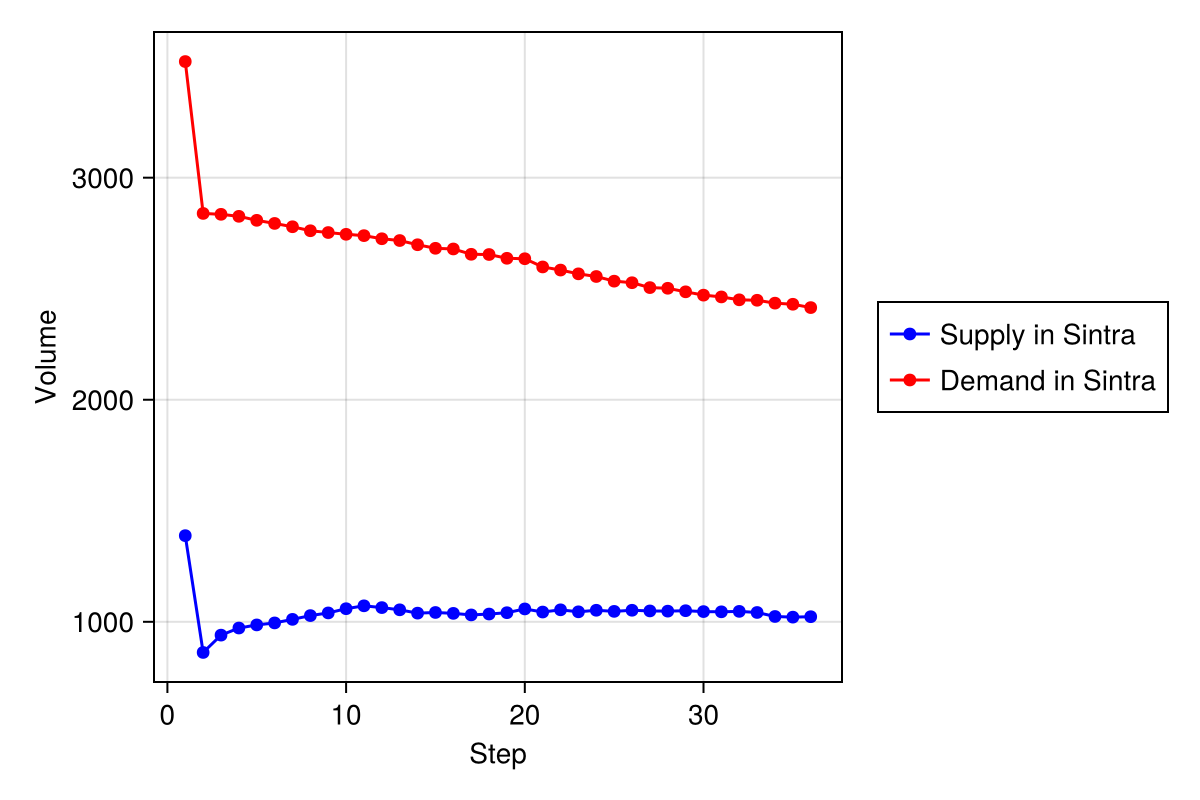 3000
2000
1000
Volume
0 10 20 30
Step
Supply in Sintra
Demand in Sintra